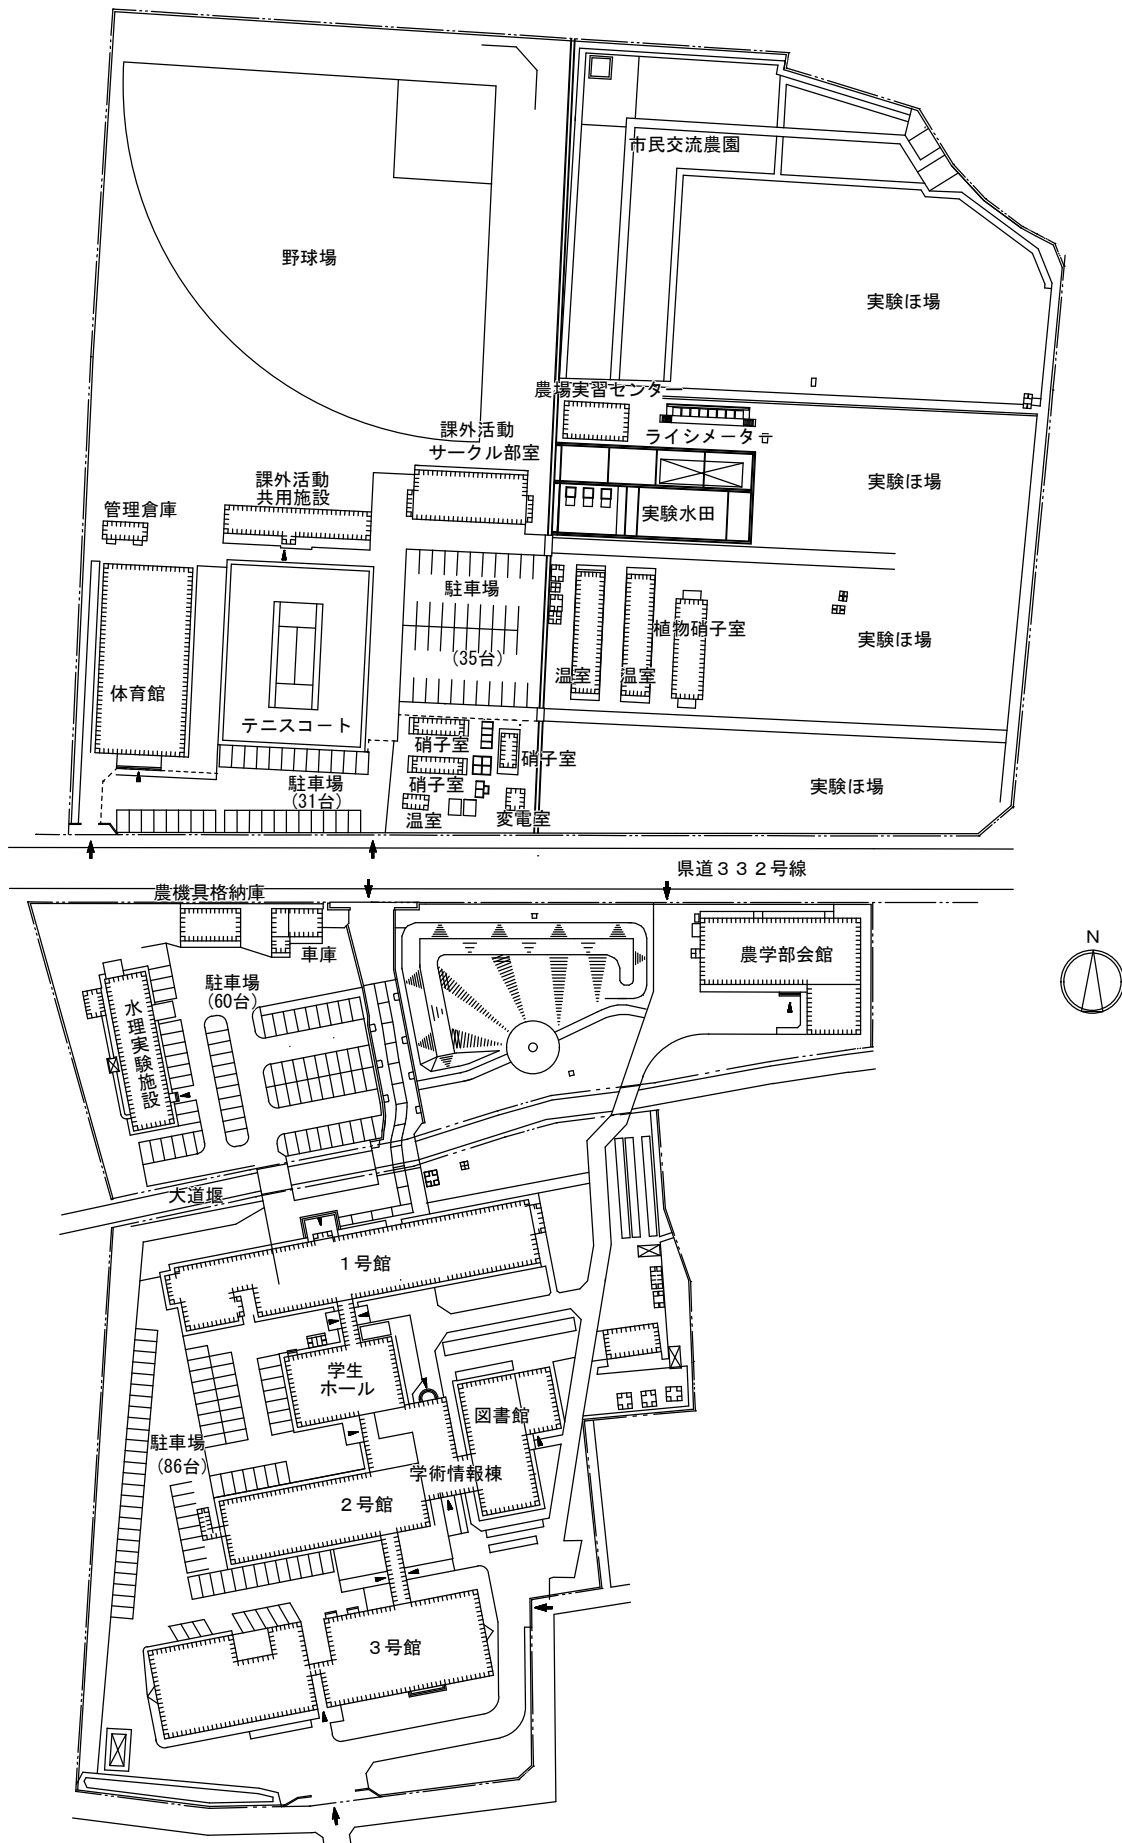 市民交流農園
野球場
実験ほ場
農場実習センター
ライシメーター
課外活動
サークル部室
課外活動
共用施設
管理倉庫
実験ほ場
実験水田
駐車場
(35台)
植物硝子室
実験ほ場
温室
温室
体育館
テニスコート
硝子室
硝子室
駐車場
(31台)
硝子室
温室
変電室
実験ほ場
県道３３２号線
農機具格納庫
車庫
農学部会館
N
駐車場
(60台)
水理実験施設
大道堰
１号館
学生
ホール
図書館
駐車場
(86台)
学術情報棟
２号館
３号館